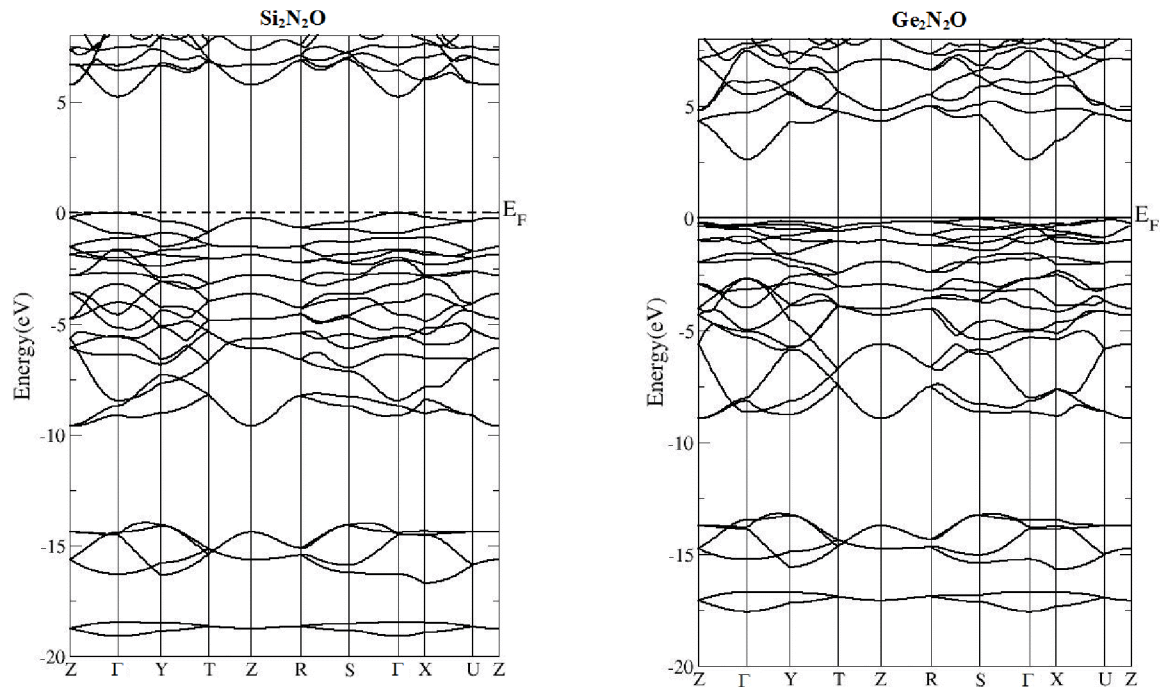 Si₂N₂O
Energy(eV)
5
0
-5
-10
-15
-20
E_F
Z Γ Y T Z R S Γ X U Z
Ge₂N₂O
Energy(eV)
5
0
-5
-10
-15
-20
E_F
Z Γ Y T Z R S Γ X U Z